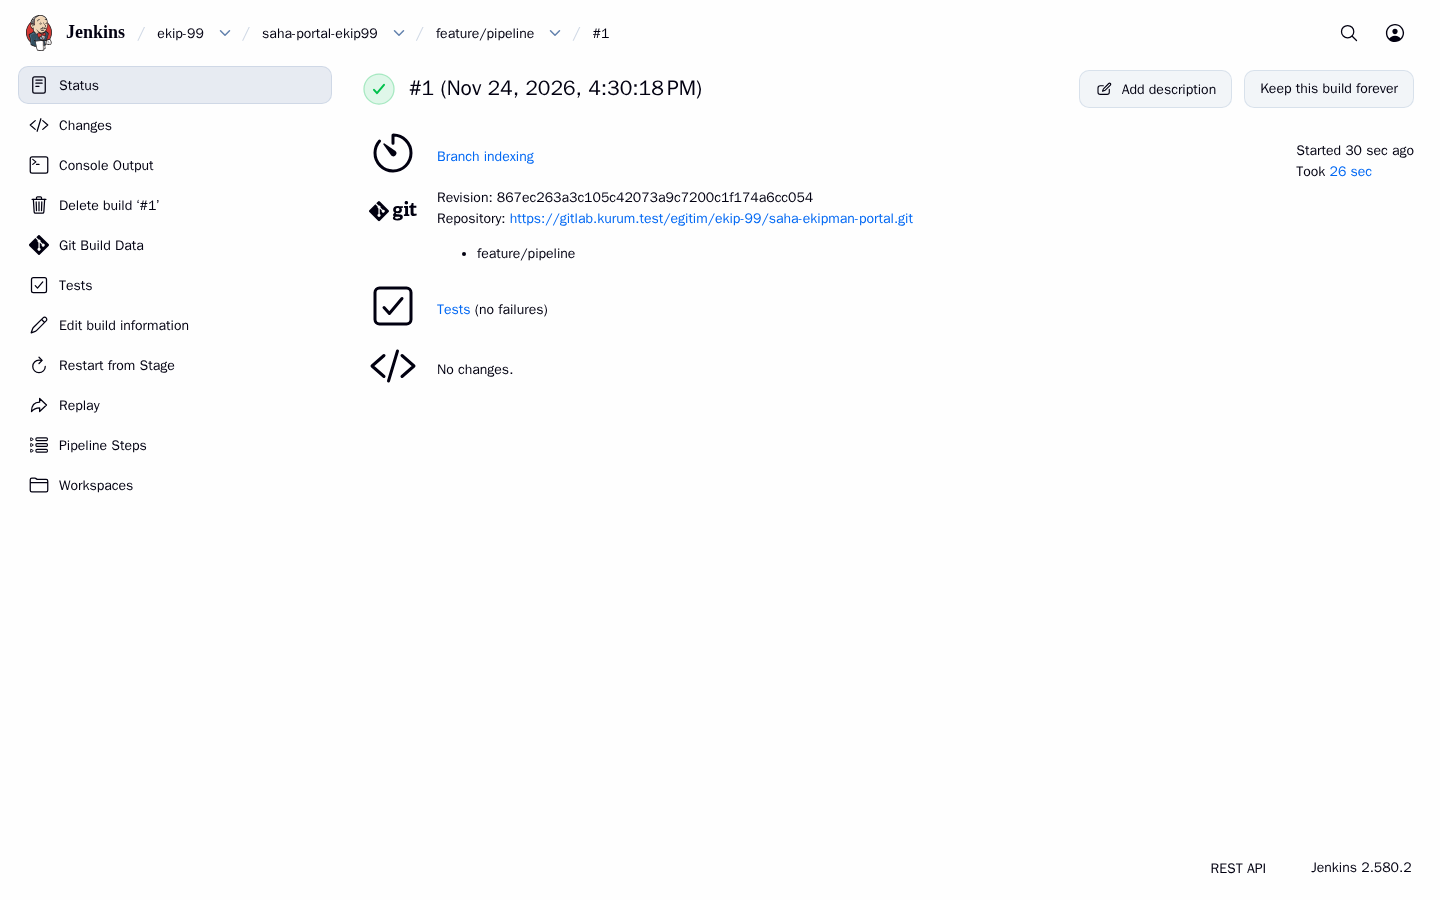 Jenkins / ekip-99 / saha-portal-ekip99 / feature/pipeline / #1
Status
Changes
Console Output
Delete build ‘#1’
Git Build Data
Tests
Edit build information
Restart from Stage
Replay
Pipeline Steps
Workspaces
#1 (Nov 24, 2026, 4:30:18 PM)
Add description
Keep this build forever
Branch indexing
Started 30 sec ago
Took 26 sec
git
Revision: 867ec263a3c105c42073a9c7200c1f174a6cc054
Repository: https://gitlab.kurum.test/egitim/ekip-99/saha-ekipman-portal.git
• feature/pipeline
Tests (no failures)
No changes.
REST API
Jenkins 2.580.2